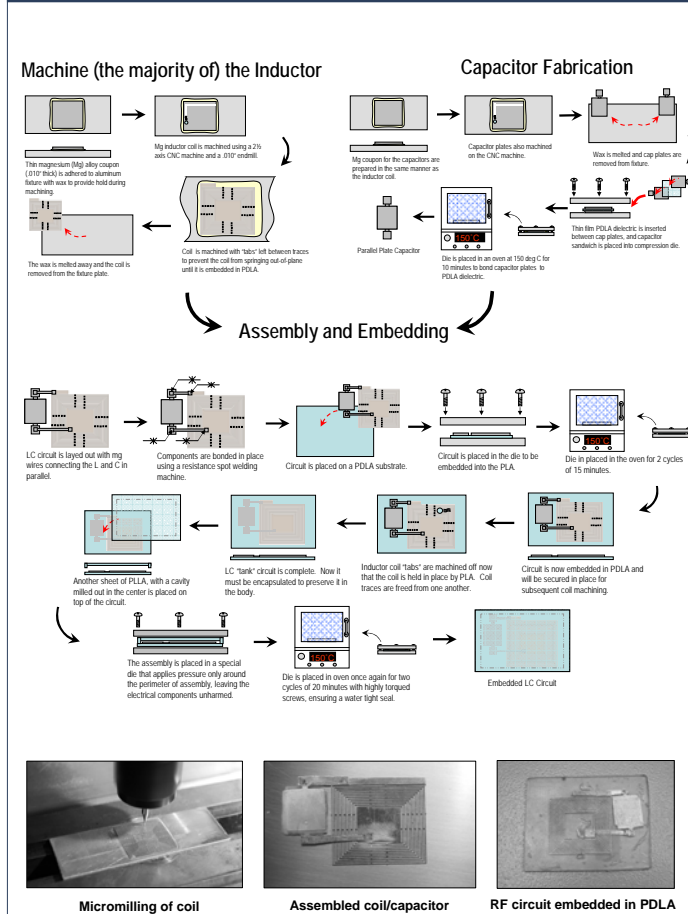 Machine (the majority of) the Inductor
Capacitor Fabrication
Thin magnesium (Mg) alloy coupon
(.010" thick) is adhered to aluminum
fixture with wax to provide hold during
machining.
Mg inductor coil is machined using a 2½
axis CNC machine and a .010" endmill.
Mg coupon for the capacitors are
prepared in the same manner as
the inductor coil.
Capacitor plates also machined
on the CNC machine.
Wax is melted and cap plates are
removed from fixture.
The wax is melted away and the coil is
removed from the fixture plate.
Coil is machined with "tabs" left between traces
to prevent the coil from springing out-of-plane
until it is embedded in PDLA.
Parallel Plate Capacitor
150°C
Die is placed in an oven at 150 deg C for
10 minutes to bond capacitor plates to
PDLA dielectric.
Thin film PDLA dielectric is inserted
between cap plates, and capacitor
sandwich is placed into compression die.
Assembly and Embedding
LC circuit is layed out with mg
wires connecting the L and C in
parallel.
Components are bonded in place
using a resistance spot welding
machine.
Circuit is placed on a PDLA substrate.
Circuit is placed in the die to be
embedded into the PLA.
150°C
Die in placed in the oven for 2 cycles
of 15 minutes.
Another sheet of PLLA, with a cavity
milled out in the center is placed on
top of the circuit.
LC "tank" circuit is complete. Now it
must be encapsulated to preserve it in
the body.
Inductor coil "tabs" are machined off now
that the coil is held in place by PLA. Coil
traces are freed from one another.
Circuit is now embedded in PDLA and
will be secured in place for
subsequent coil machining.
The assembly is placed in a special
die that applies pressure only around
the perimeter of assembly, leaving the
electrical components unharmed.
150°C
Die is placed in oven once again for two
cycles of 20 minutes with highly torqued
screws, ensuring a water tight seal.
Embedded LC Circuit
Micromilling of coil
Assembled coil/capacitor
RF circuit embedded in PDLA